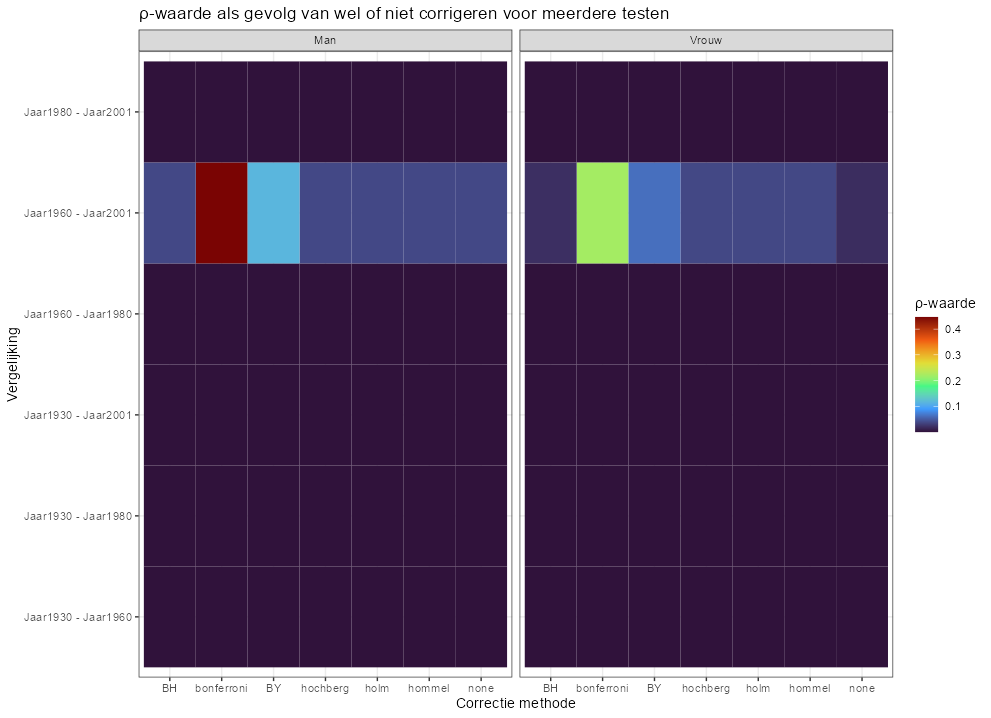 ρ-waarde als gevolg van wel of niet corrigeren voor meerdere testen
Man
Vrouw
Vergelijking
Jaar1980 - Jaar2001
Jaar1960 - Jaar2001
Jaar1960 - Jaar1980
Jaar1930 - Jaar2001
Jaar1930 - Jaar1980
Jaar1930 - Jaar1960
BH bonferroni BY hochberg holm hommel none
BH bonferroni BY hochberg holm hommel none
Correctie methode
ρ-waarde
0.4
0.3
0.2
0.1